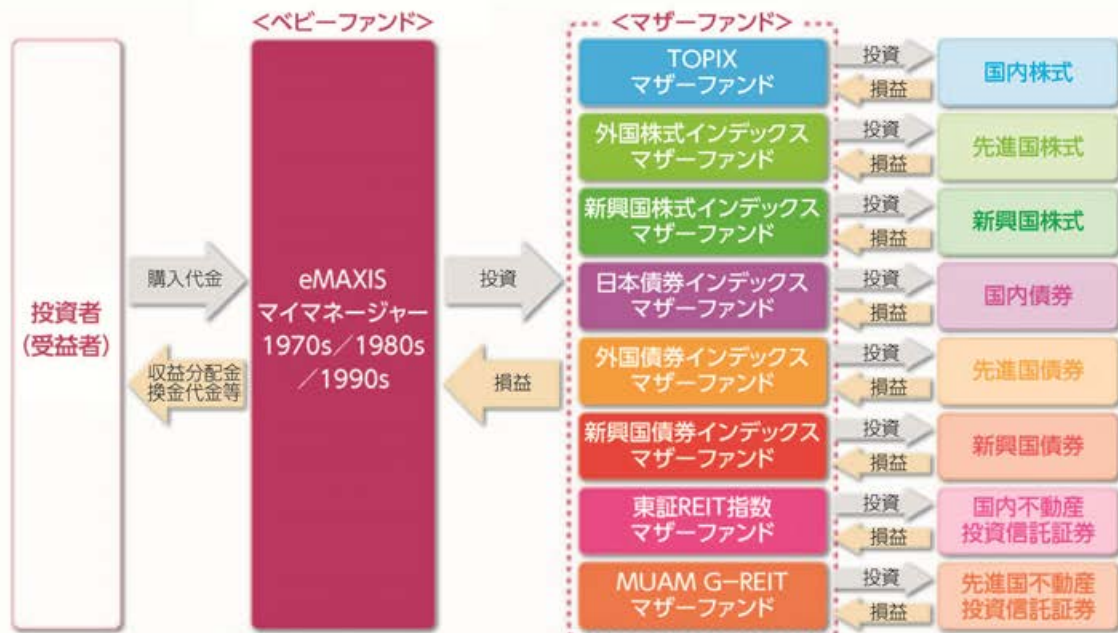 <ベビーファンド>
<マザーファンド>
投資者
(受益者)
購入代金
収益分配金
換金代金等
eMAXIS
マイマネージャー
1970s／1980s
／1990s
投資
損益
TOPIX
マザーファンド
投資
損益
国内株式
外国株式インデックス
マザーファンド
投資
損益
先進国株式
新興国株式インデックス
マザーファンド
投資
損益
新興国株式
日本債券インデックス
マザーファンド
投資
損益
国内債券
外国債券インデックス
マザーファンド
投資
損益
先進国債券
新興国債券インデックス
マザーファンド
投資
損益
新興国債券
東証REIT指数
マザーファンド
投資
損益
国内不動産
投資信託証券
MUAM G－REIT
マザーファンド
投資
損益
先進国不動産
投資信託証券